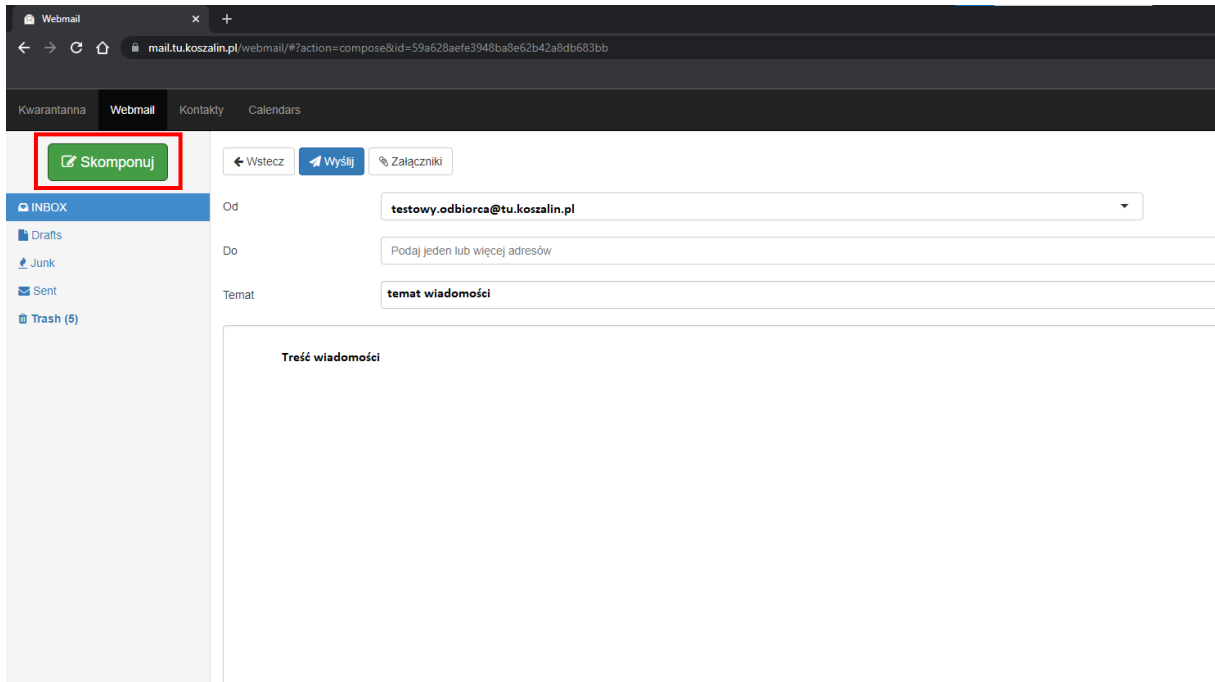 Webmail
mail.tu.koszalin.pl/webmail/#?action=compose&id=59a628aefe3948ba8e62b42a8db683bb
Kwarantanna Webmail Kontakty Calendars
Skomponuj
Wstecz Wyślij Załączniki
INBOX
Drafts
Junk
Sent
Trash (5)
Od testowy.odbiorca@tu.koszalin.pl
Do Podaj jeden lub więcej adresów
Temat temat wiadomości
Treść wiadomości